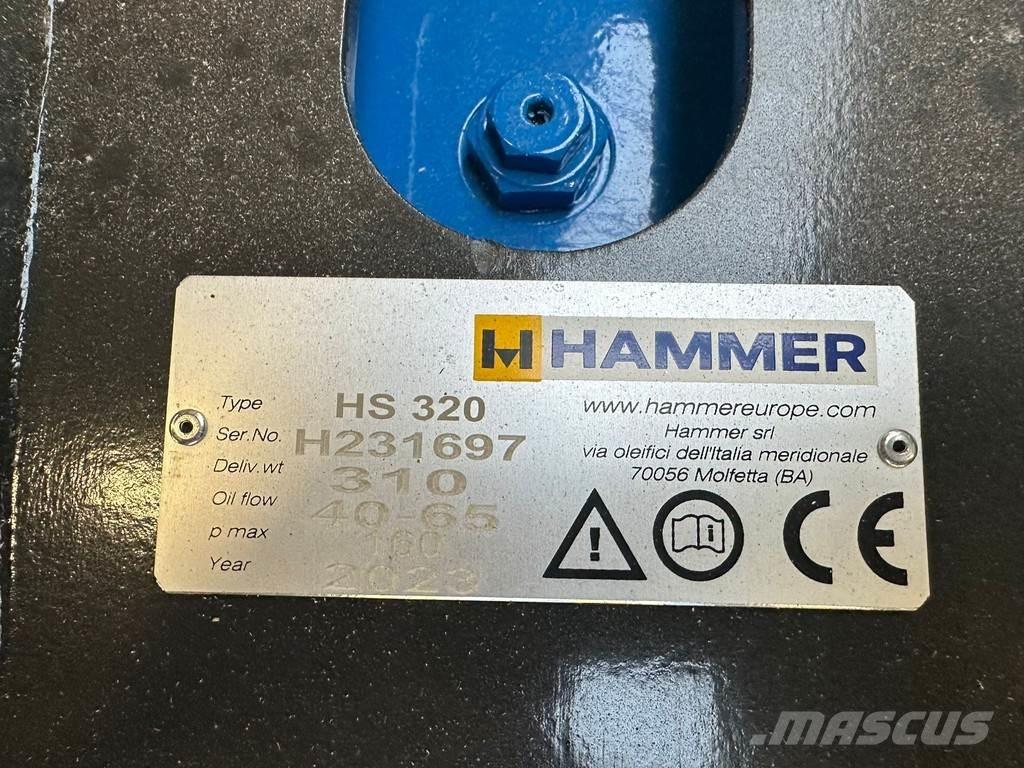 HAMMER
www.hammereurope.com
Hammer srl
via oleifici dell'Italia meridionale
70056 Molfetta (BA)
Type HS 320
Ser.No. H231697
Deliv.wt 310
Oil flow 40-65
p max 160
Year 2023
CE
MASCUS